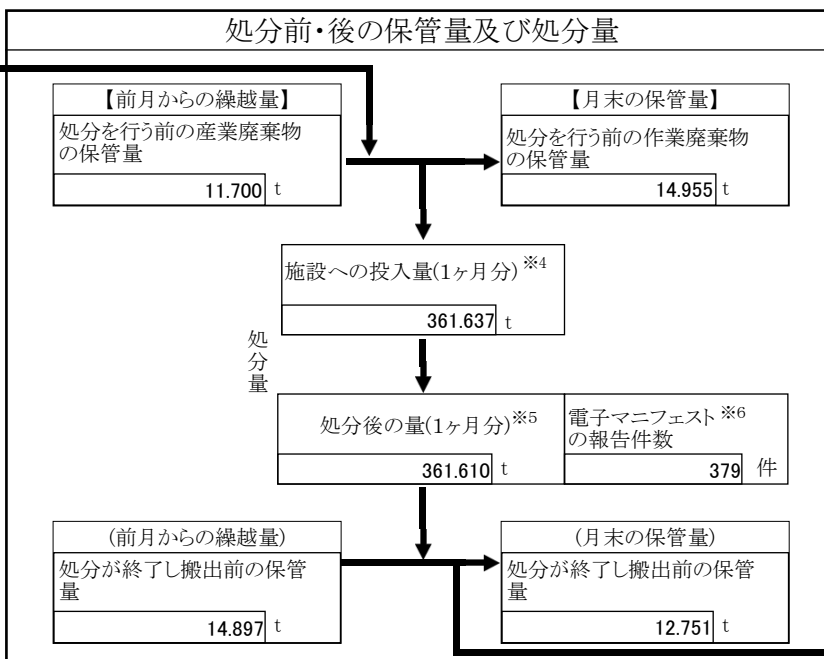 処分前・後の保管量及び処分量
【前月からの繰越量】
処分を行う前の産業廃棄物
の保管量
11.700 t
【月末の保管量】
処分を行う前の作業廃棄物
の保管量
14.955 t
施設への投入量(1ヶ月分)※4
361.637 t
処分量
処分後の量(1ヶ月分)※5
361.610 t
電子マニフェスト※6
の報告件数
379 件
(前月からの繰越量)
処分が終了し搬出前の保管
量
14.897 t
(月末の保管量)
処分が終了し搬出前の保管
量
12.751 t